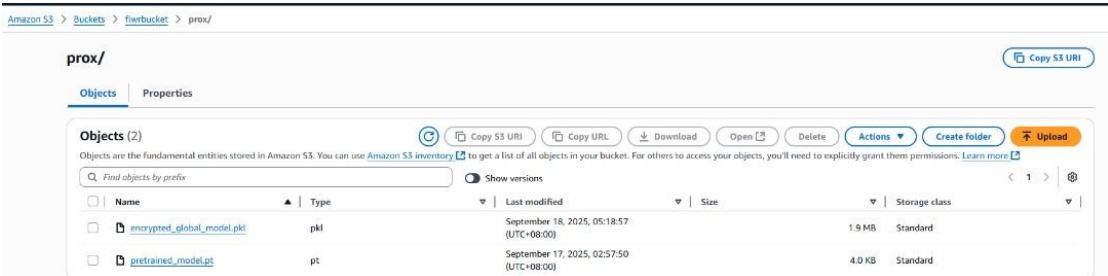 Amazon S3 > Buckets > fiwrbucket > prox/
prox/
Copy S3 URI
Objects Properties
Objects (2) Copy S3 URI Copy URL Download Open Delete Actions Create folder Upload
Objects are the fundamental entities stored in Amazon S3. You can use Amazon S3 inventory to get a list of all objects in your bucket. For others to access your objects, you'll need to explicitly grant them permissions. Learn more
Find objects by prefix Show versions 1
Name Type Last modified Size Storage class
encrypted_global_model.pkl pkl September 18, 2025, 05:18:57 (UTC+08:00) 1.9 MB Standard
pretrained_model.pt pt September 17, 2025, 02:57:50 (UTC+08:00) 4.0 KB Standard